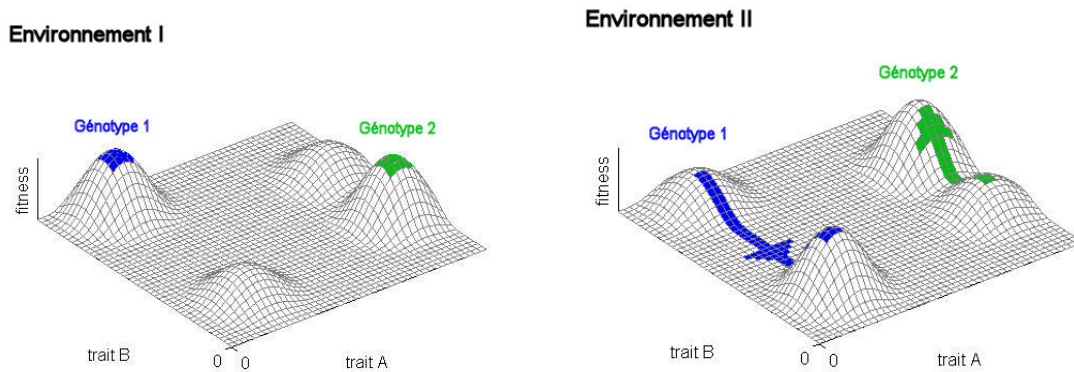 Environnement I
Génotype 1
Génotype 2
fitness
trait B
0
0
trait A
Environnement II
Génotype 2
Génotype 1
fitness
trait B
0
0
trait A